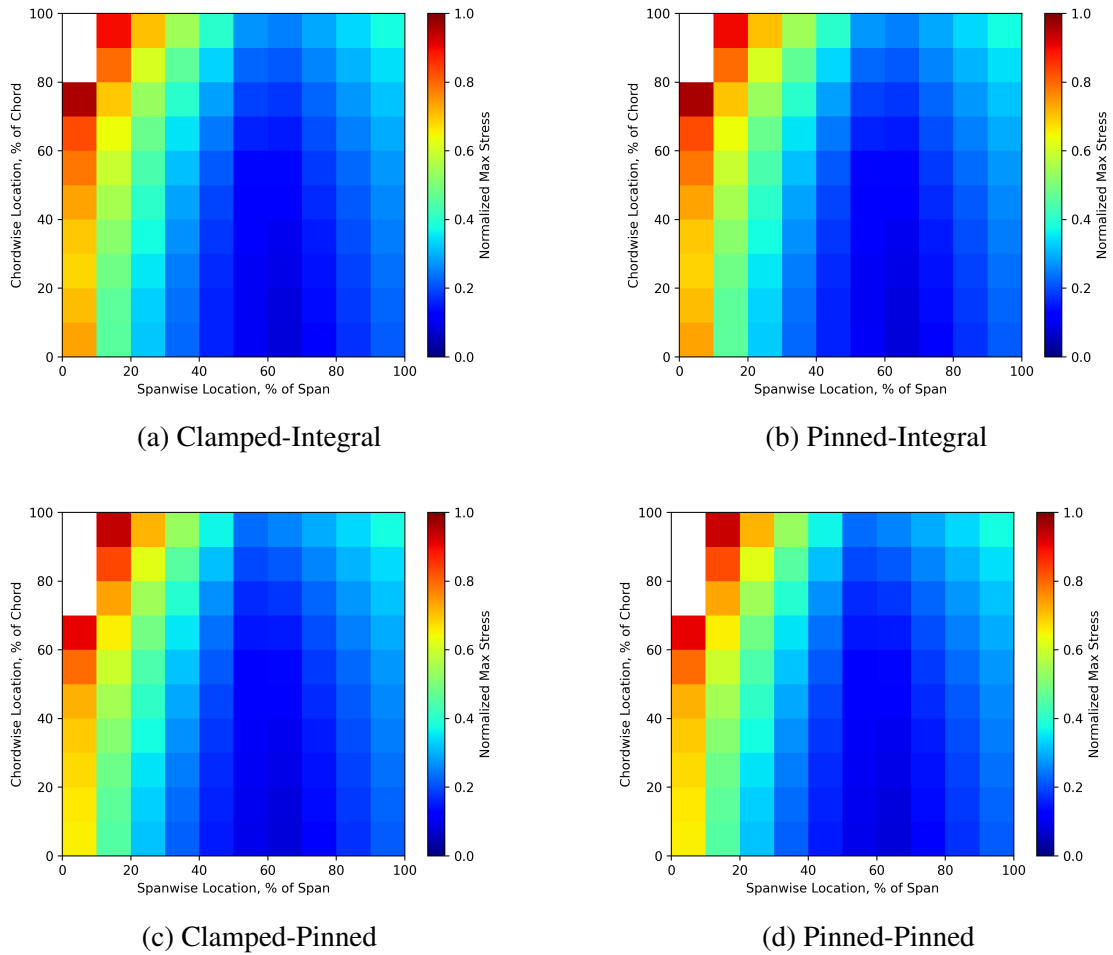 100
80
60
40
20
0
Chordwise Location, % of Chord
0 20 40 60 80 100
Spanwise Location, % of Span
1.0
0.8
0.6
0.4
0.2
0.0
Normalized Max Stress
(a) Clamped-Integral
100
80
60
40
20
0
Chordwise Location, % of Chord
0 20 40 60 80 100
Spanwise Location, % of Span
1.0
0.8
0.6
0.4
0.2
0.0
Normalized Max Stress
(b) Pinned-Integral
100
80
60
40
20
0
Chordwise Location, % of Chord
0 20 40 60 80 100
Spanwise Location, % of Span
1.0
0.8
0.6
0.4
0.2
0.0
Normalized Max Stress
(c) Clamped-Pinned
100
80
60
40
20
0
Chordwise Location, % of Chord
0 20 40 60 80 100
Spanwise Location, % of Span
1.0
0.8
0.6
0.4
0.2
0.0
Normalized Max Stress
(d) Pinned-Pinned